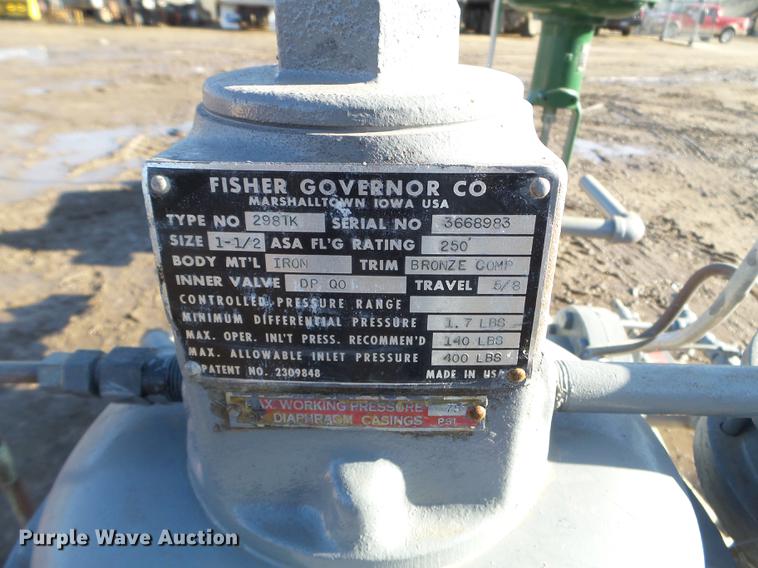 FISHER GOVERNOR CO
MARSHALLTOWN IOWA USA
TYPE NO 298TK SERIAL NO 3668983
SIZE 1-1/2 ASA FL'G RATING 250
BODY MT'L IRON TRIM BRONZE COMP
INNER VALVE DP QO TRAVEL 5/8
CONTROLLED PRESSURE RANGE
MINIMUM DIFFERENTIAL PRESSURE 1.7 LBS
MAX. OPER. INL'T PRESS. RECOMMEN'D 140 LBS
MAX. ALLOWABLE INLET PRESSURE 400 LBS
PATENT NO. 2309848 MADE IN USA
WORKING PRESSURE
DIAPHRAGM CASINGS PSI
Purple Wave Auction